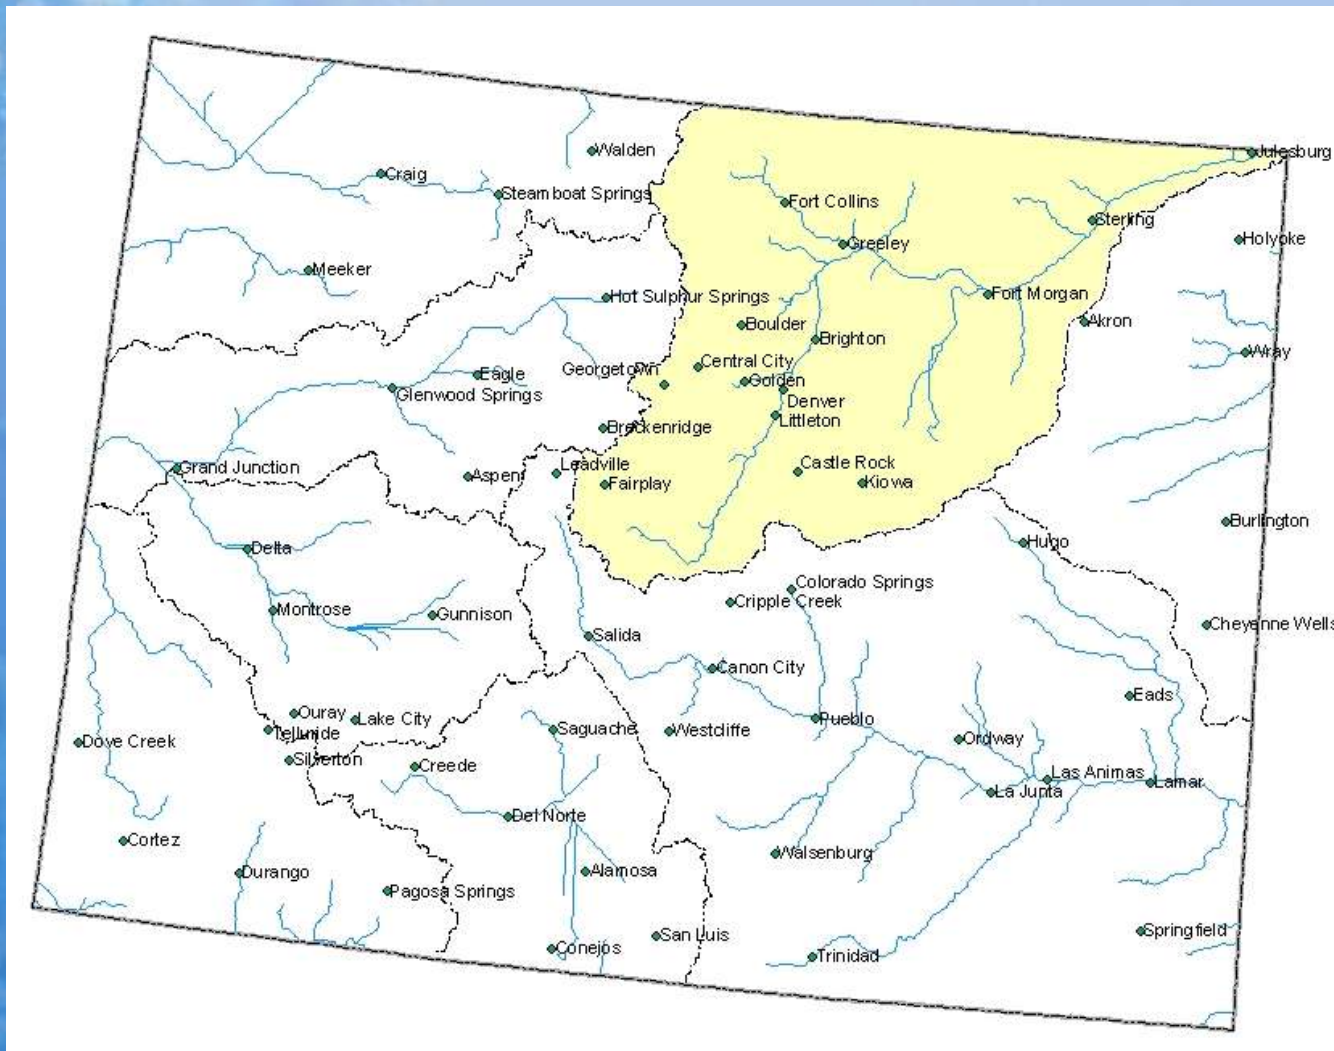 Julesburg
Walden
Craig
Steamboat Springs
Fort Collins
Sterling
Greeley
Holyoke
Meeker
Hot Sulphur Springs
Fort Morgan
Boulder
Akron
Brighton
Wray
Georgetown
Central City
Eagle
Golden
Glenwood Springs
Denver
Littleton
Breckenridge
Grand Junction
Leadville
Castle Rock
Aspen
Fairplay
Kiowa
Burlington
Delta
Hugo
Colorado Springs
Cripple Creek
Montrose
Gunnison
Cheyenne Wells
Salida
Canon City
Eads
Ouray
Lake City
Pueblo
Telluride
Saguache
Westcliffe
Ordway
Dove Creek
Silverton
Creede
Las Animas
Lamar
La Junta
Del Norte
Cortez
Walsenburg
Durango
Alamosa
Pagosa Springs
Springfield
San Luis
Conejos
Trinidad